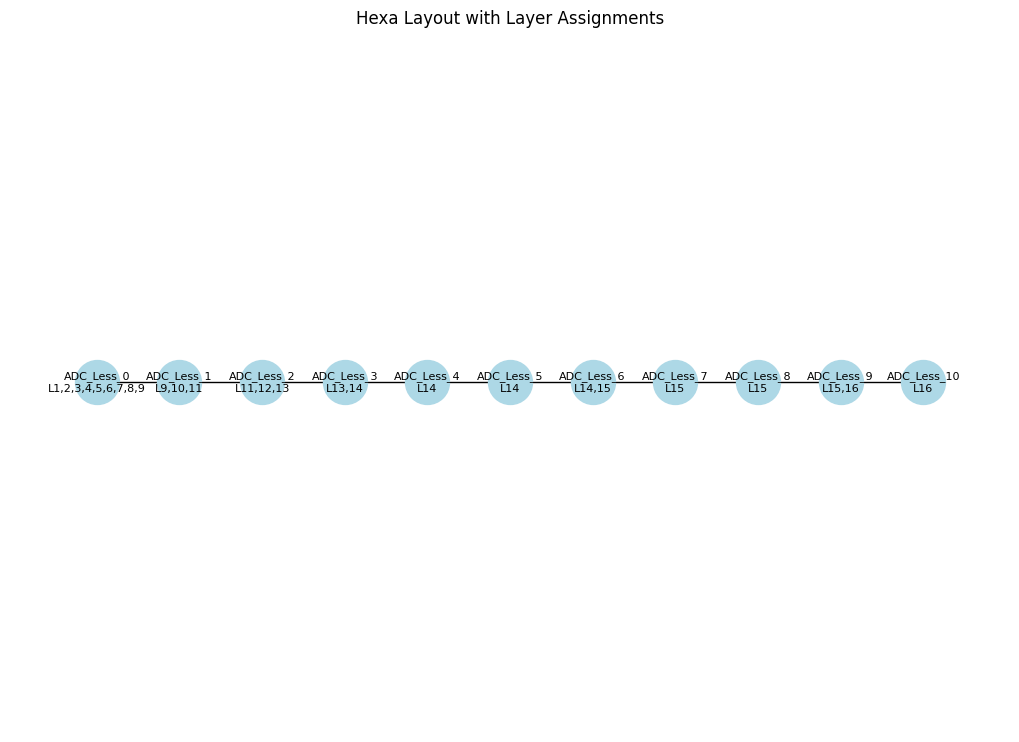 Hexa Layout with Layer Assignments
ADC_Less_0
L1,2,3,4,5,6,7,8,9
ADC_Less_1
L9,10,11
ADC_Less_2
L11,12,13
ADC_Less_3
L13,14
ADC_Less_4
L14
ADC_Less_5
L14
ADC_Less_6
L14,15
ADC_Less_7
L15
ADC_Less_8
L15
ADC_Less_9
L15,16
ADC_Less_10
L16